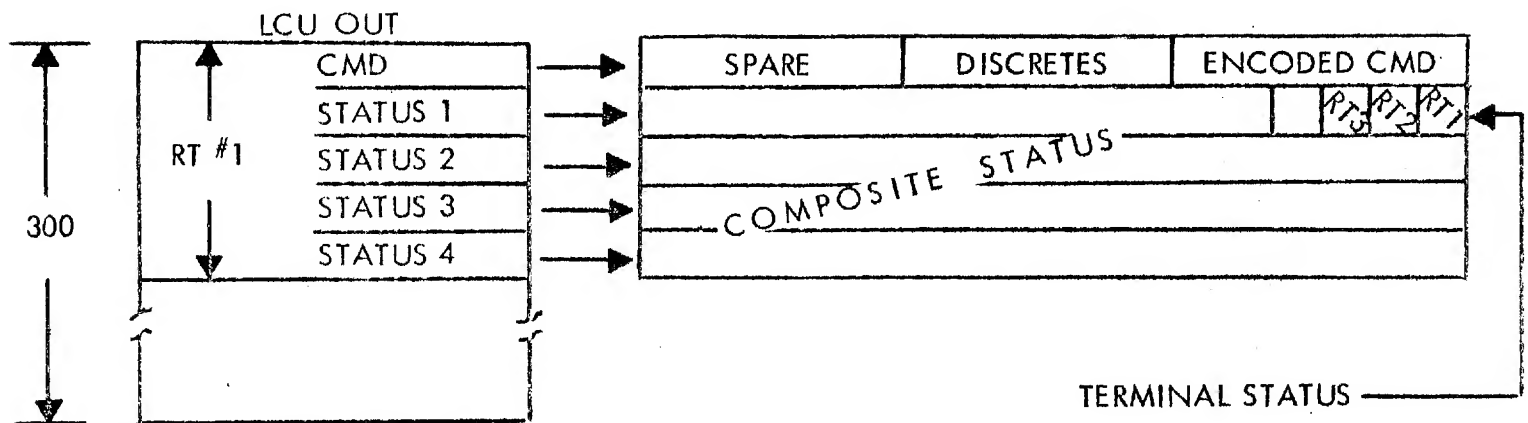 LCU OUT
CMD
STATUS 1
STATUS 2
STATUS 3
STATUS 4
RT #1
300
SPARE DISCRETES ENCODED CMD
RT3 RT2 RT1
COMPOSITE STATUS
TERMINAL STATUS